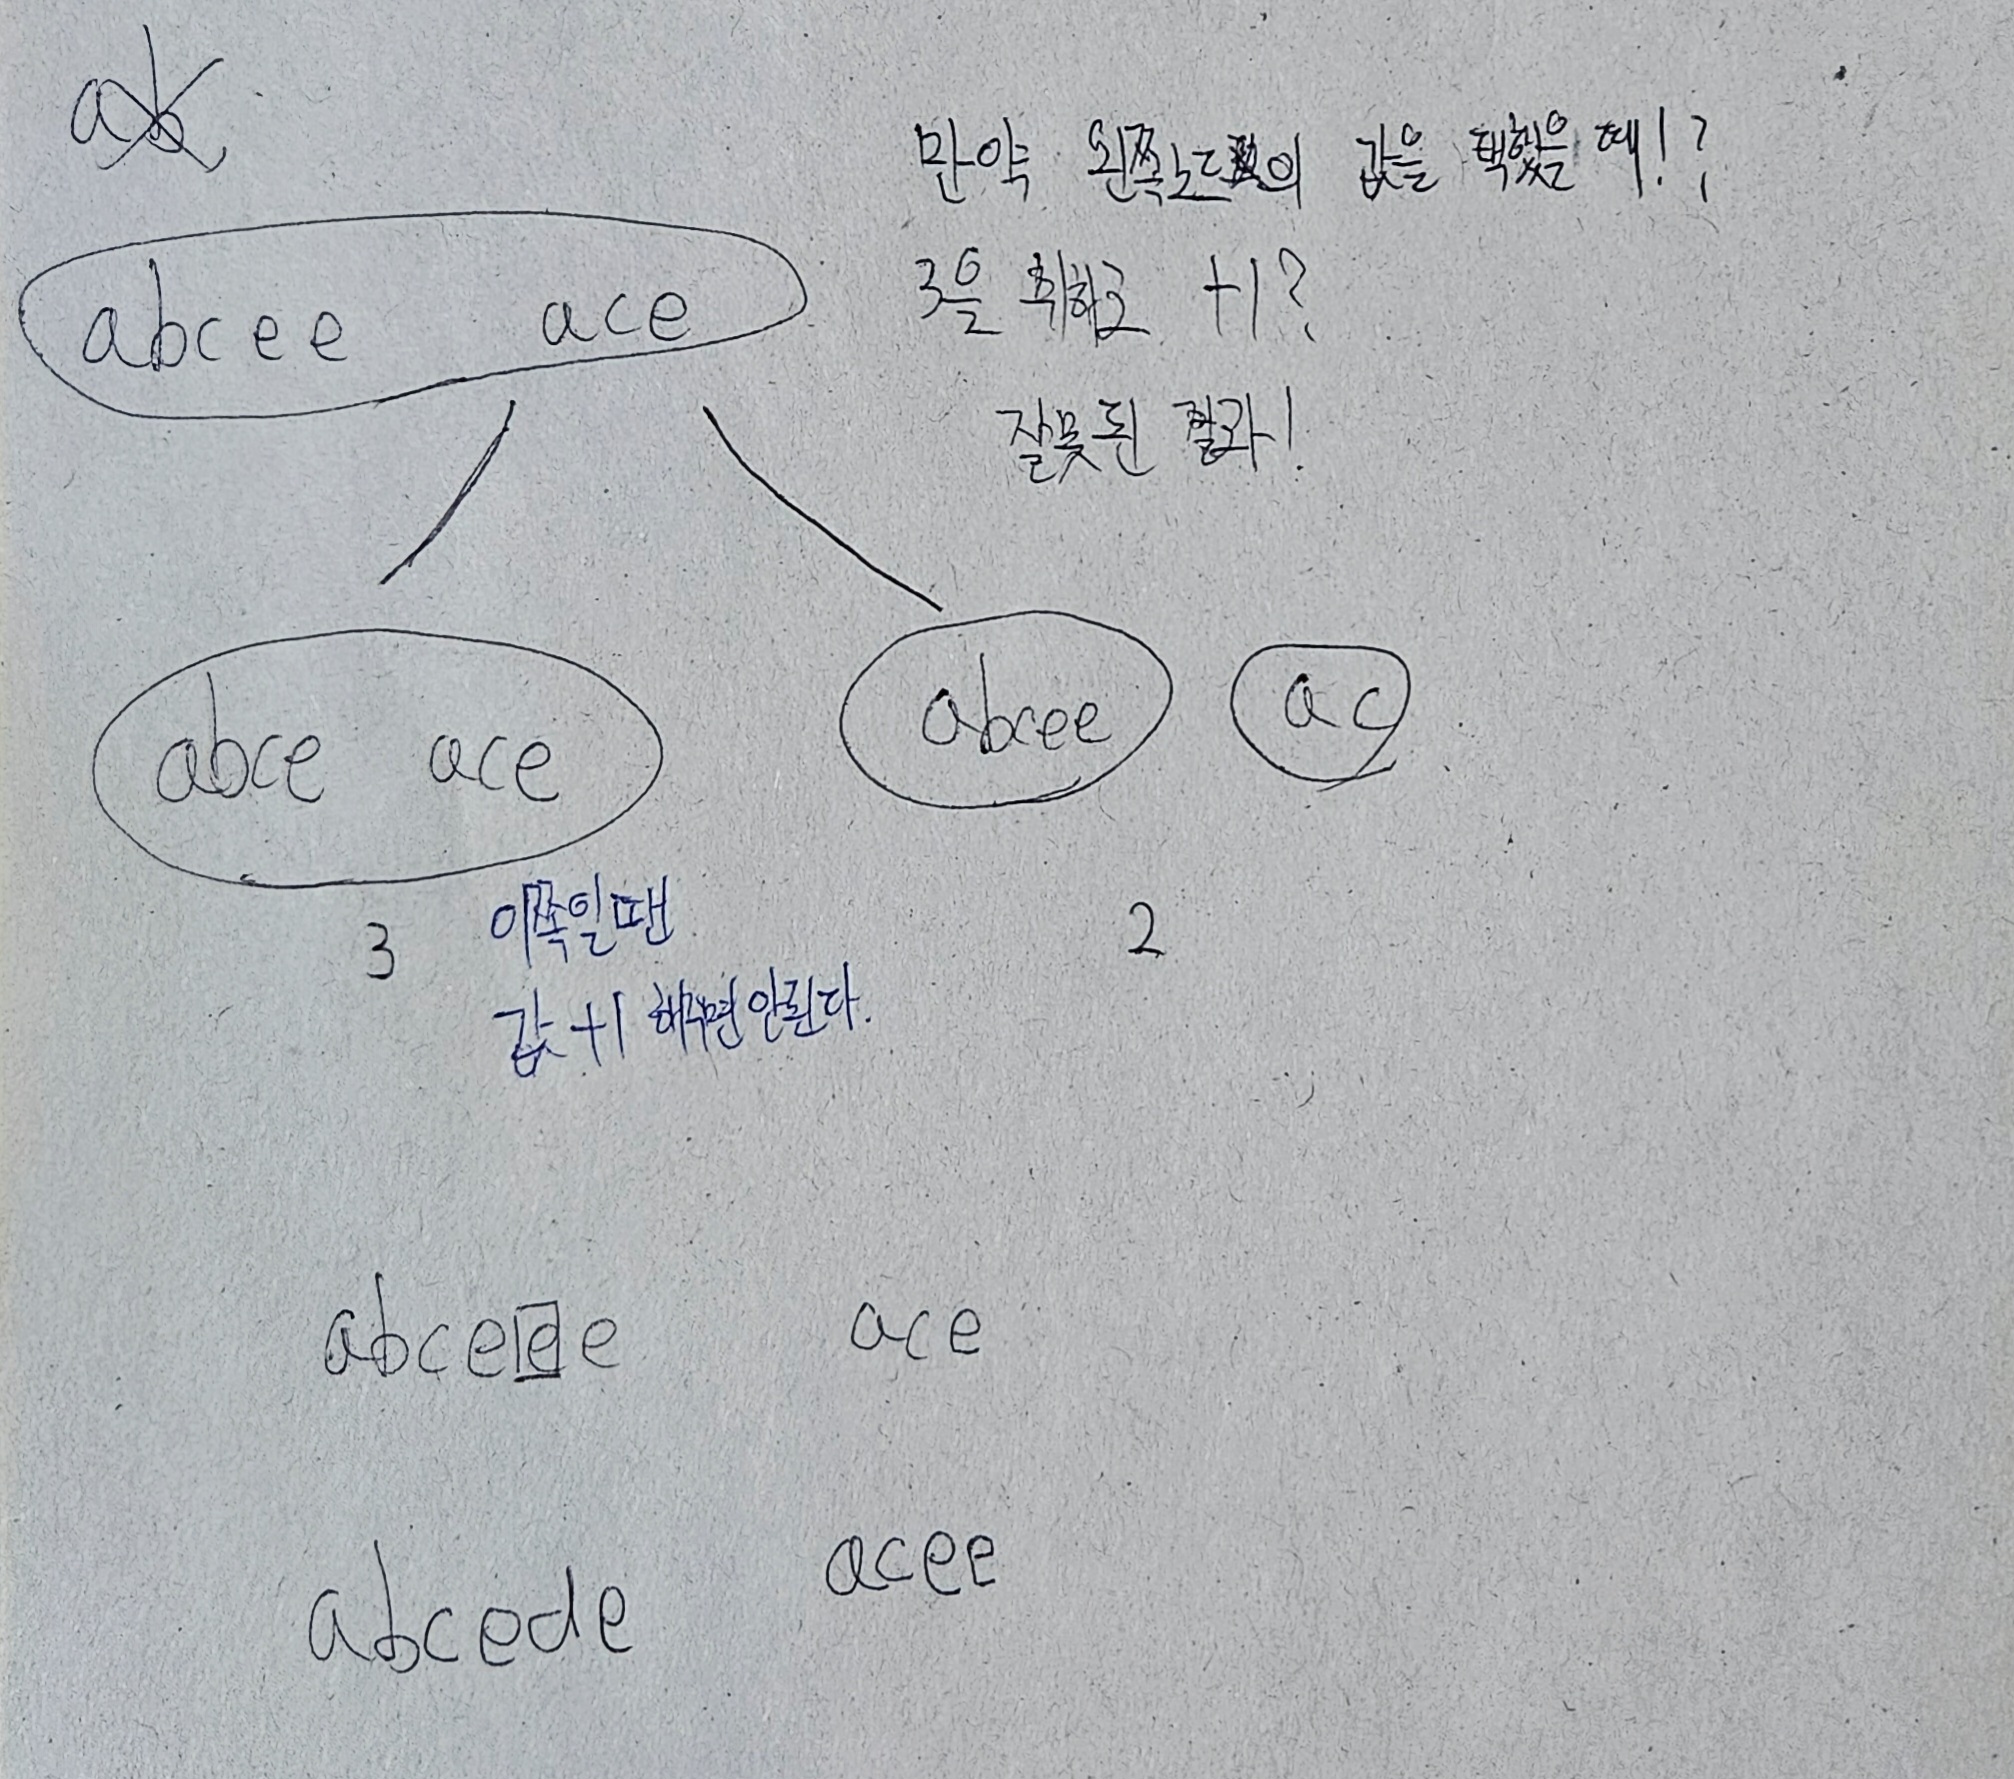 만약 왼쪽노드의 값을 택했을 때!?
abcee ace
3을 취하고 +1?
잘못된 결과!
abce ace
abcee ac
3
2
이쪽일땐
값 +1 해주면 안된다.
abceee ace
abcede acee